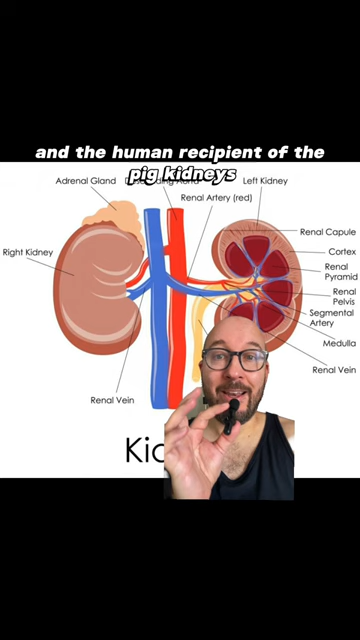 and the human recipient of the
pig kidneys
Adrenal Gland
Left Kidney
Renal Artery (red)
Renal Capule
Cortex
Right Kidney
Renal
Pyramid
Renal
Pelvis
Segmental
Artery
Medulla
Renal Vein
Renal Vein